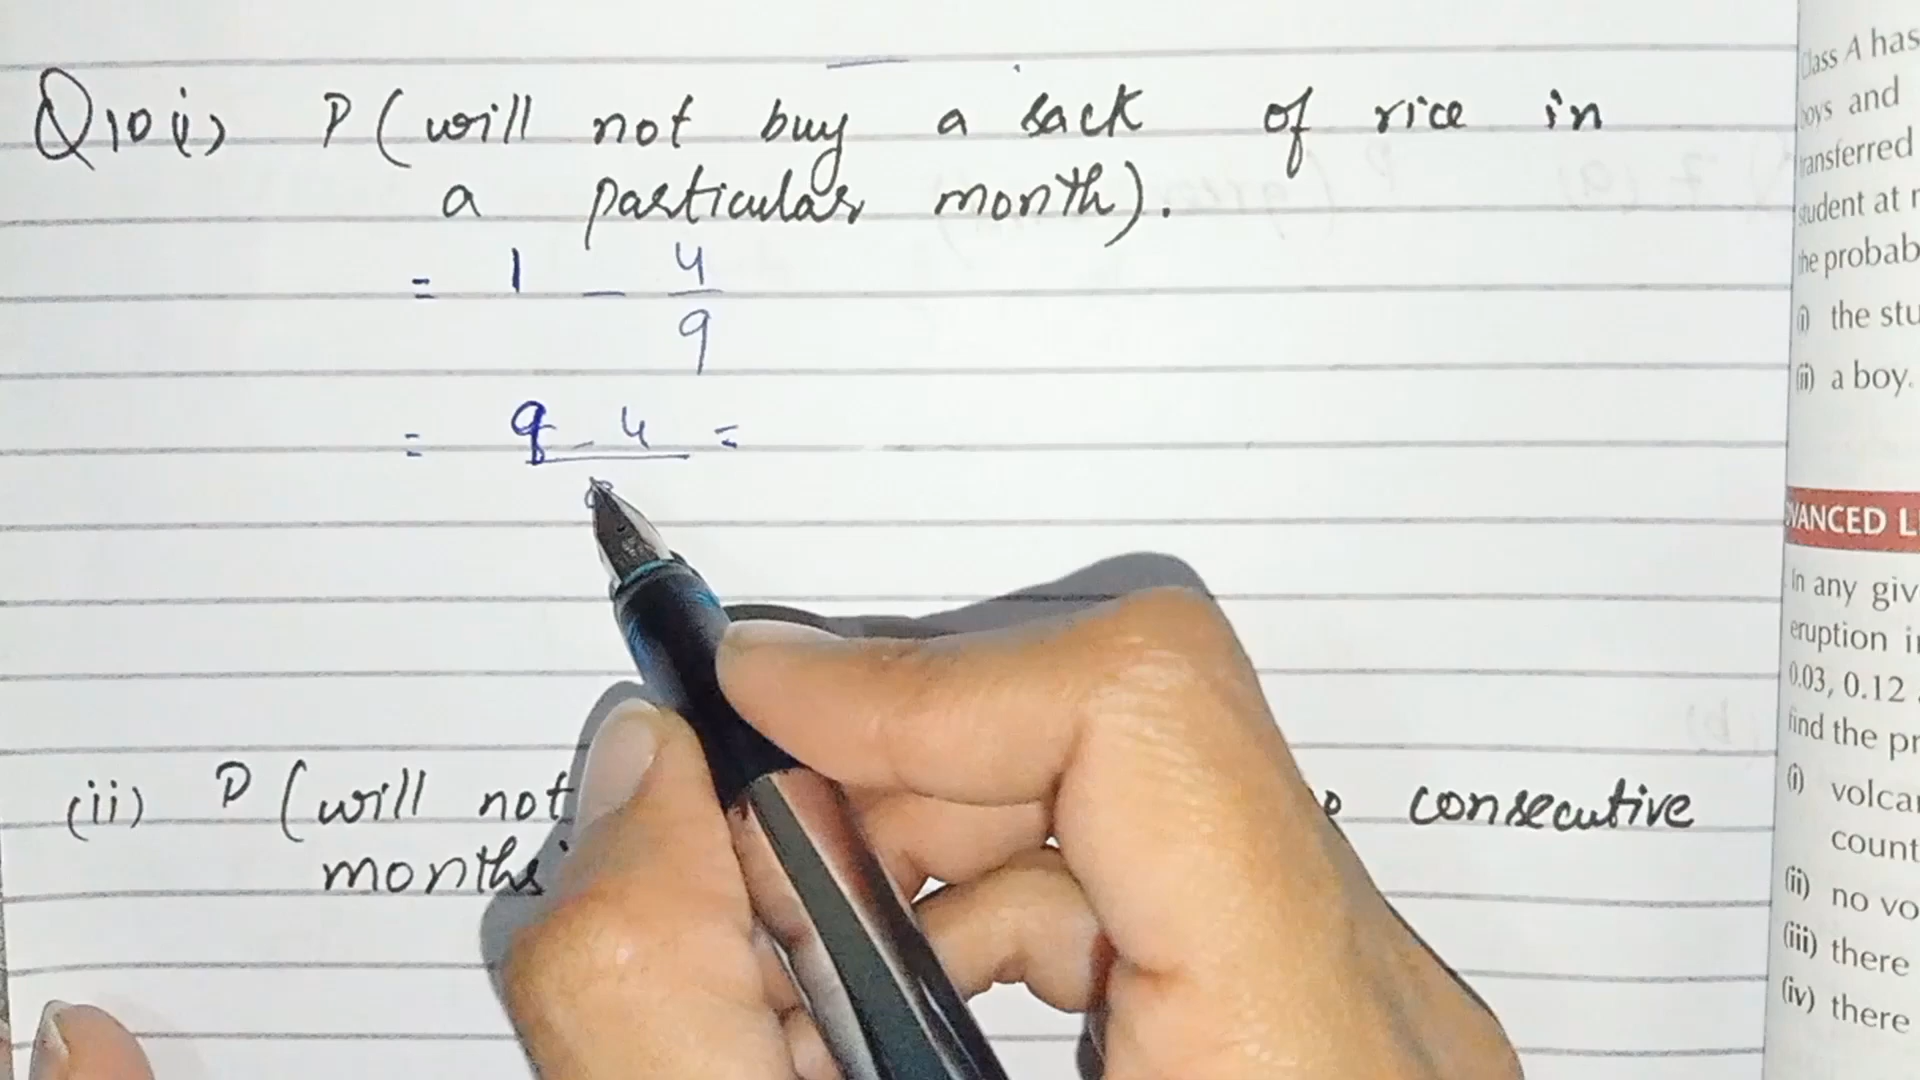 Q10 (i) P ( will not buy a sack of rice in
a particular month ).
= 1 - 4/9
= 9 - 4 =
(ii) P ( will not consecutive
months
Class A has
boys and
transferred
student at
the probab
(i) the stu
(ii) a boy.
ADVANCED L
In any giv
eruption i
0.03, 0.12
find the pr
(i) volca
count
(ii) no vo
(iii) there
(iv) there